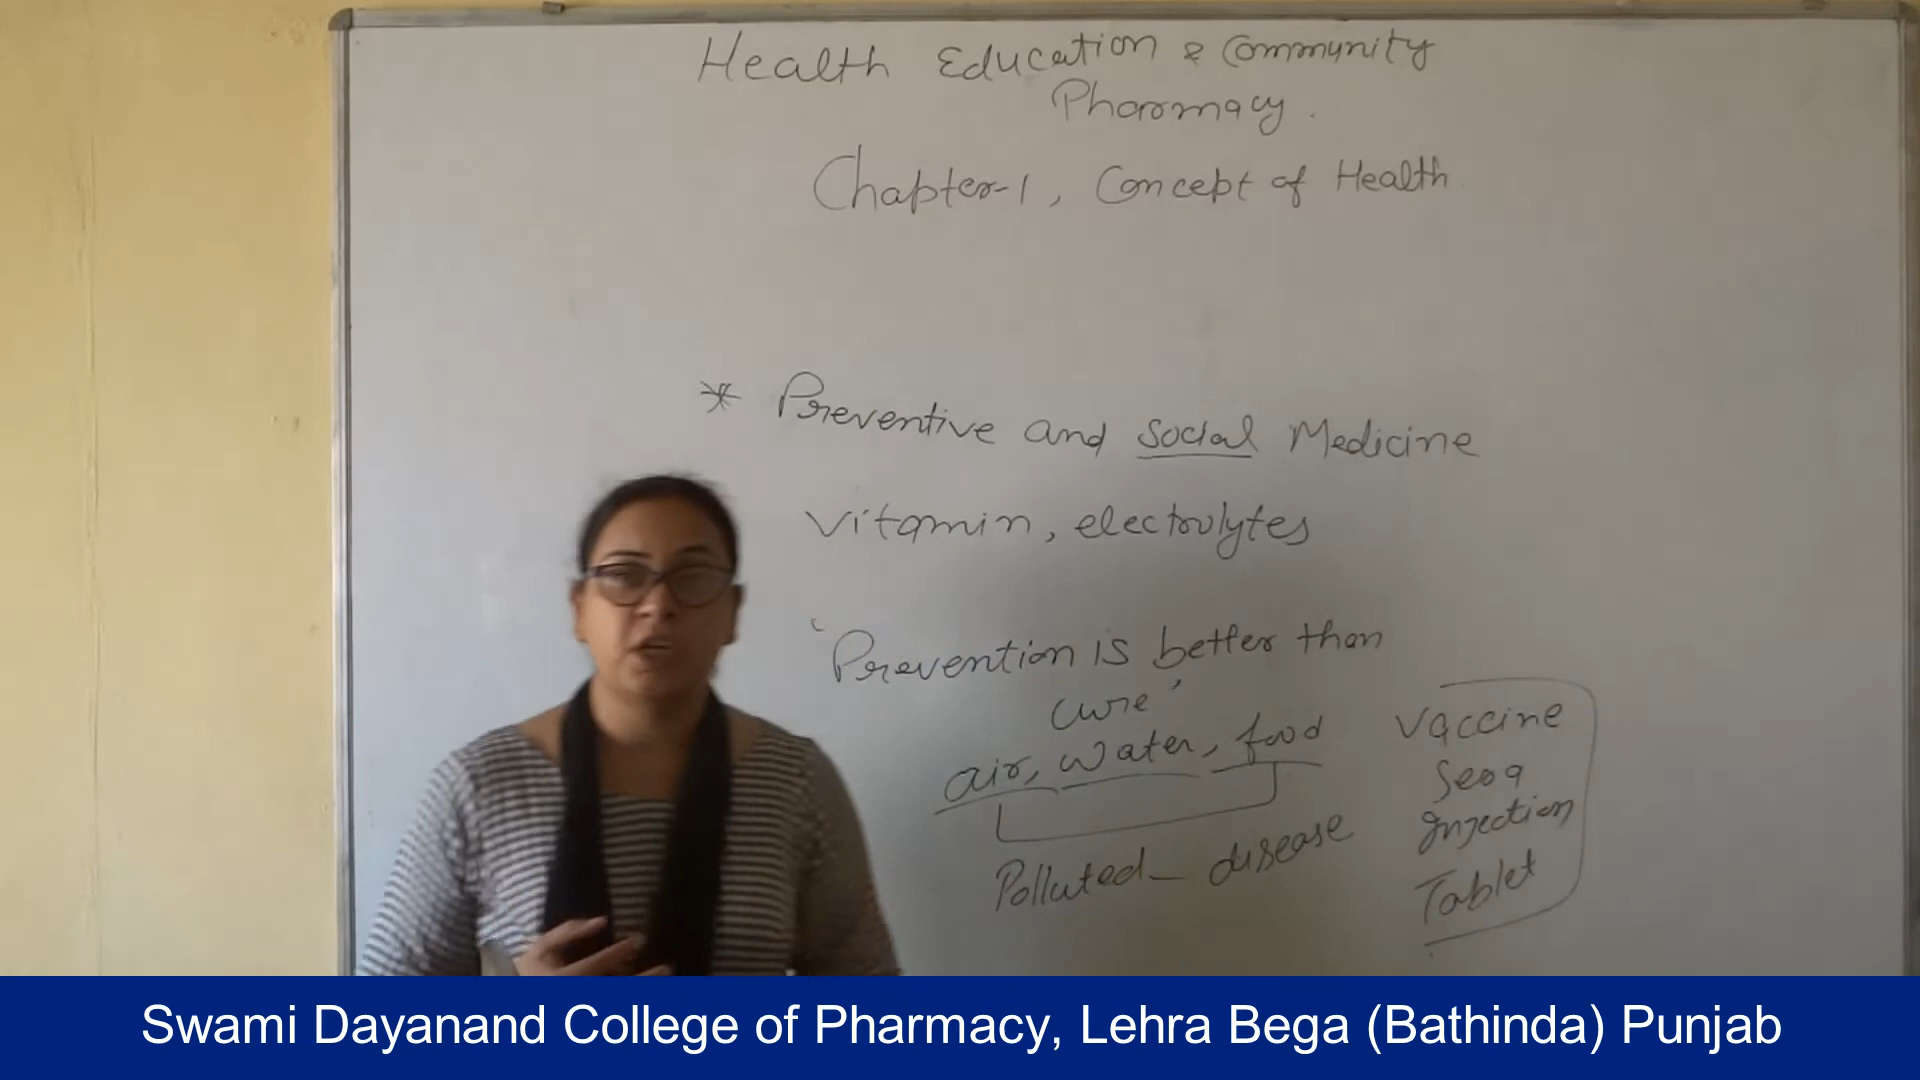 Health Education & Community
Pharmacy.
Chapter-1, Concept of Health
* Preventive and Social Medicine
Vitamin, electrolytes
'Prevention is better than
cure'
air, water, food
Polluted - disease
Vaccine
Sera
Injection
Tablet
Swami Dayanand College of Pharmacy, Lehra Bega (Bathinda) Punjab